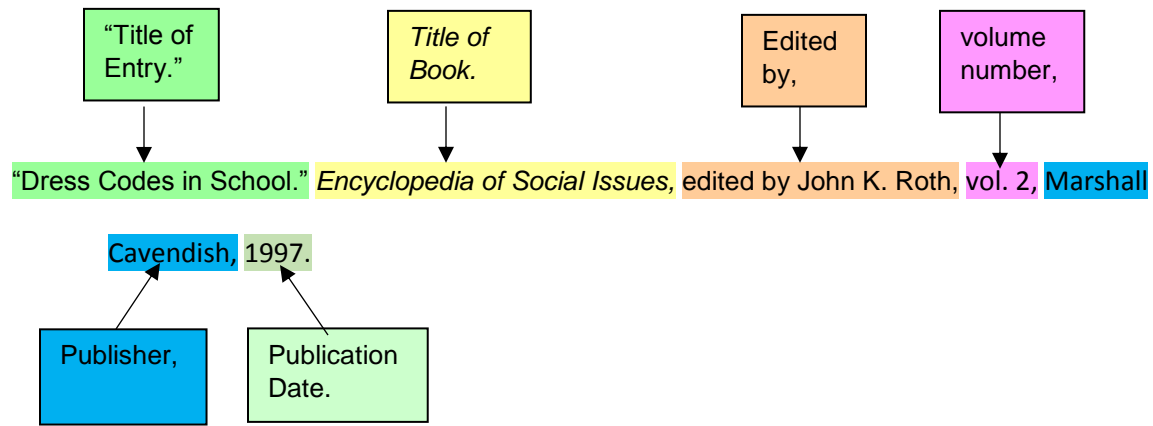 “Title of
Entry.”
Title of
Book.
Edited
by,
volume
number,
“Dress Codes in School.” Encyclopedia of Social Issues, edited by John K. Roth, vol. 2, Marshall
Cavendish, 1997.
Publisher,
Publication
Date.